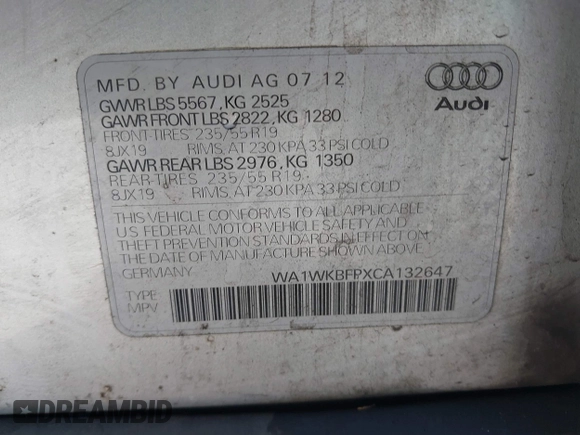 MFD. BY AUDI AG 07 12
GVWR LBS 5567, KG 2525
GAWR FRONT LBS 2822, KG 1280
FRONT-TIRES 235/55 R19
8JX19 RIMS, AT 230 KPA 33 PSI COLD
GAWR REAR LBS 2976, KG 1350
REAR-TIRES 235/55 R19
8JX19 RIMS, AT 230 KPA 33 PSI COLD
THIS VEHICLE CONFORMS TO ALL APPLICABLE
US FEDERAL MOTOR VEHICLE SAFETY AND
THEFT PREVENTION STANDARDS IN EFFECT ON
THE DATE OF MANUFACTURE SHOWN ABOVE.
GERMANY WA1WKBFPXCA132647
TYPE
MPV
Audi
DREAMBID